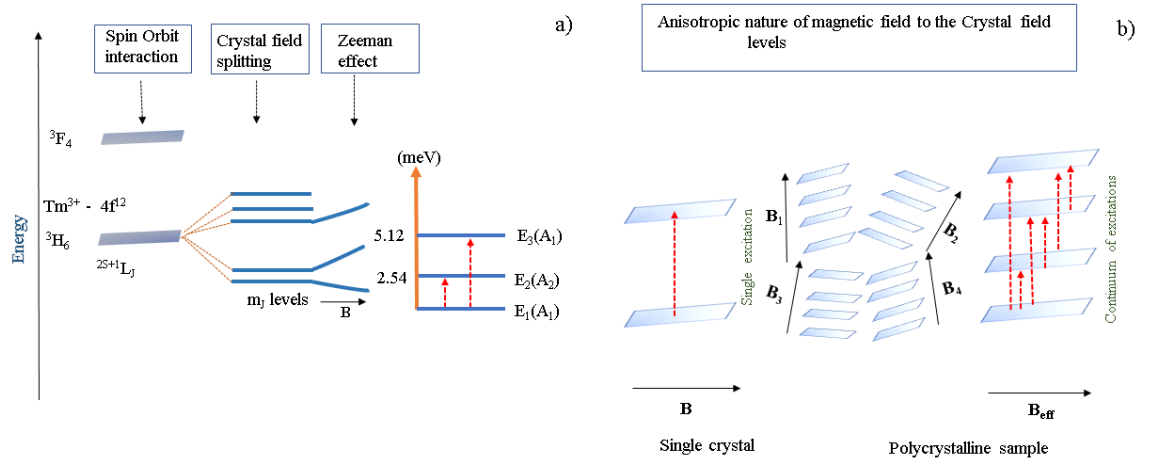 Spin Orbit
interaction
Crystal field
splitting
Zeeman
effect
a)
Energy
³F₄
Tm³⁺ - 4f¹²
³H₆
²ˢ⁺¹L_J
m_J levels
B
(meV)
5.12
2.54
E₃(A₁)
E₂(A₂)
E₁(A₁)
Anisotropic nature of magnetic field to the Crystal field
levels
b)
Single excitation
B
Single crystal
B₁
B₂
B₃
B₄
Continuum of excitations
B_eff
Polycrystalline sample